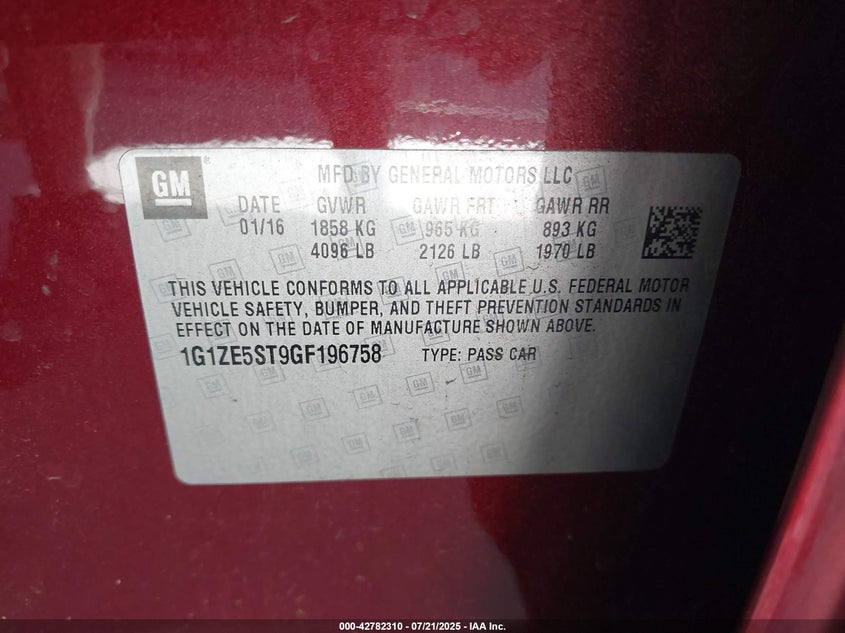 GM
MFD BY GENERAL MOTORS LLC
DATE GVWR GAWR FRT GAWR RR
01/16 1858 KG 965 KG 893 KG
4096 LB 2126 LB 1970 LB
THIS VEHICLE CONFORMS TO ALL APPLICABLE U.S. FEDERAL MOTOR
VEHICLE SAFETY, BUMPER, AND THEFT PREVENTION STANDARDS IN
EFFECT ON THE DATE OF MANUFACTURE SHOWN ABOVE.
1G1ZE5ST9GF196758 TYPE: PASS CAR
000-42782310 / 07/21/2025 - IAA Inc.